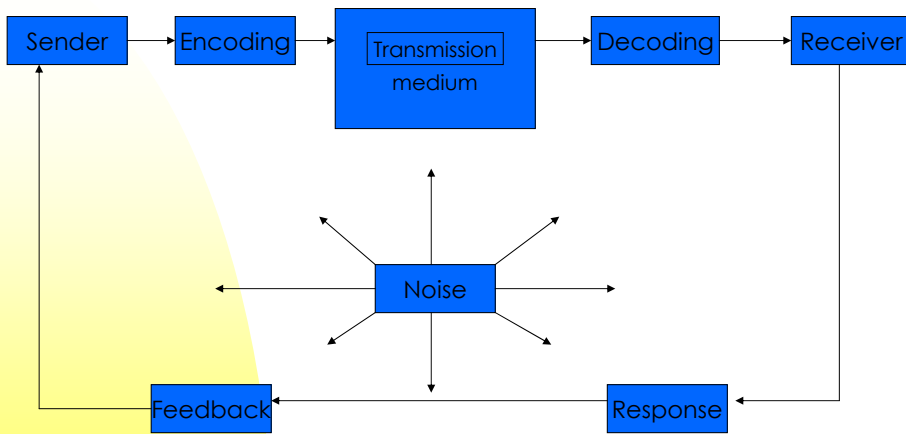 Sender
Encoding
Transmission
medium
Decoding
Receiver
Noise
Feedback
Response